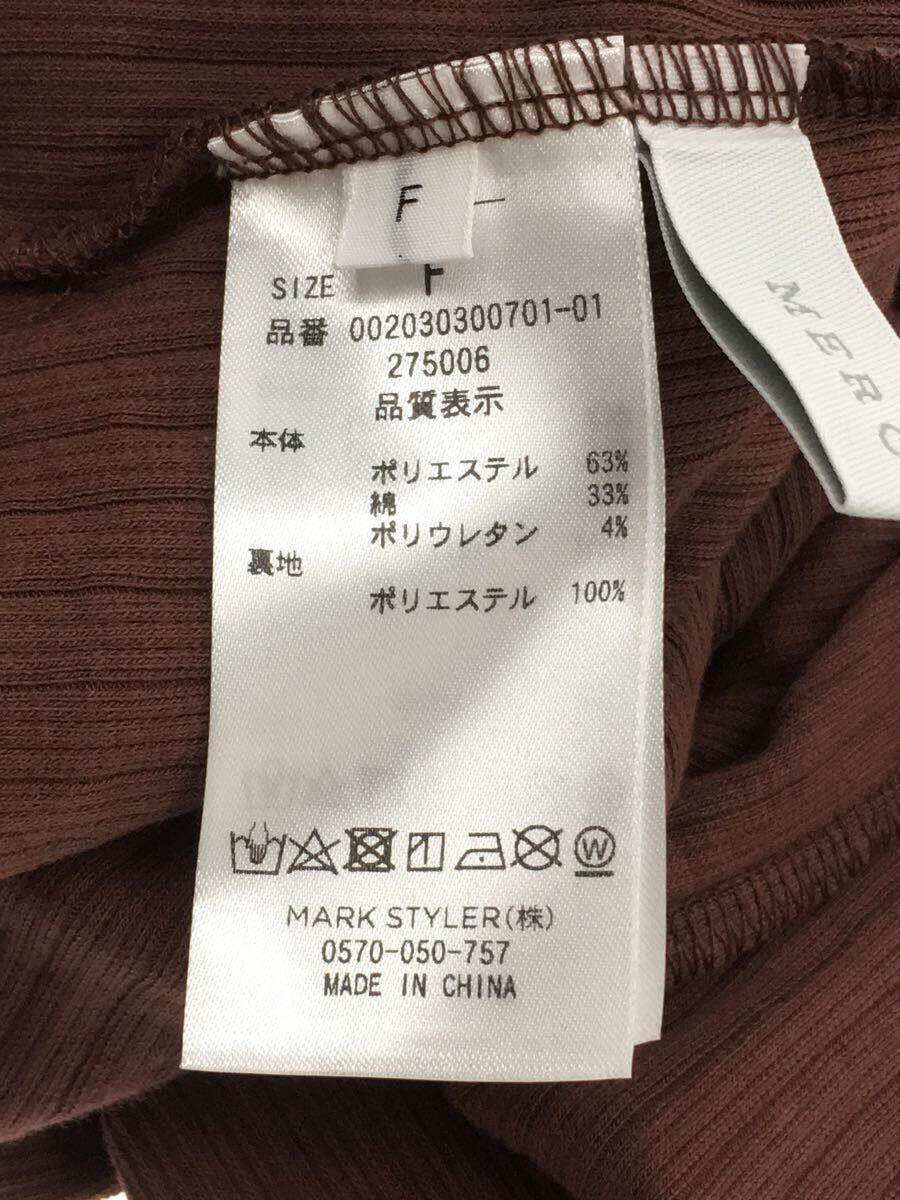 F
SIZE F
品番 002030300701-01
275006
品質表示
本体
ポリエステル 63%
綿 33%
ポリウレタン 4%
裏地
ポリエステル 100%
W
MARK STYLER(株)
0570-050-757
MADE IN CHINA
MER